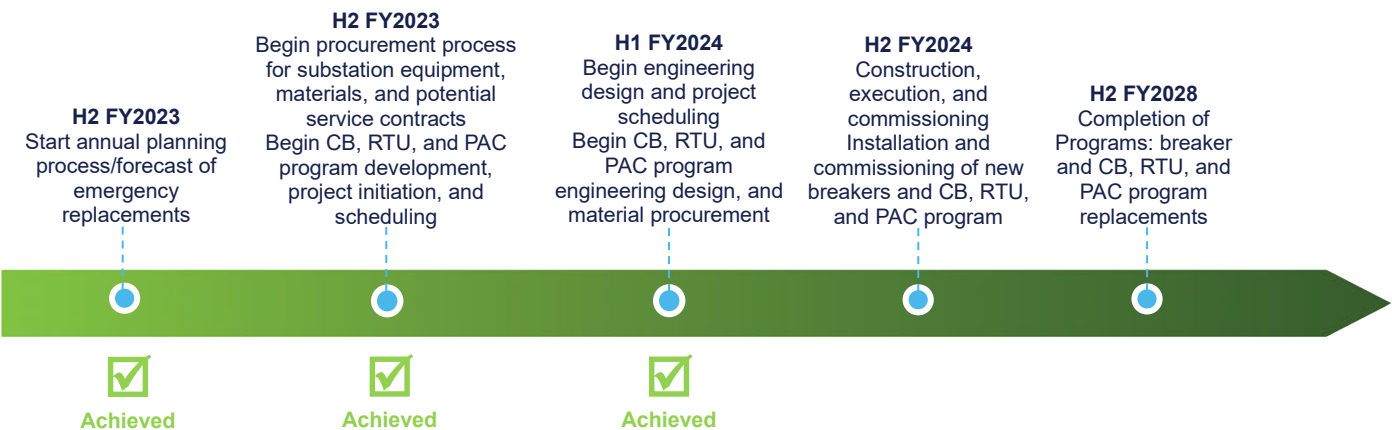 H2 FY2023
Start annual planning
process/forecast of
emergency
replacements
H2 FY2023
Begin procurement process
for substation equipment,
materials, and potential
service contracts
Begin CB, RTU, and PAC
program development,
project initiation, and
scheduling
H1 FY2024
Begin engineering
design and project
scheduling
Begin CB, RTU, and
PAC program
engineering design, and
material procurement
H2 FY2024
Construction,
execution, and
commissioning
Installation and
commissioning of new
breakers and CB, RTU,
and PAC program
H2 FY2028
Completion of
Programs: breaker
and CB, RTU, and
PAC program
replacements
Achieved
Achieved
Achieved